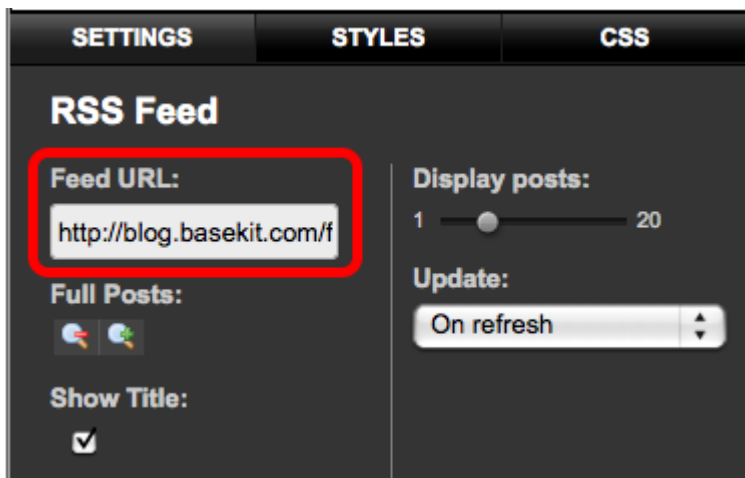 SETTINGS STYLES CSS
RSS Feed
Feed URL:
http://blog.basekit.com/f
Full Posts:
Show Title:
Display posts:
1 20
Update:
On refresh